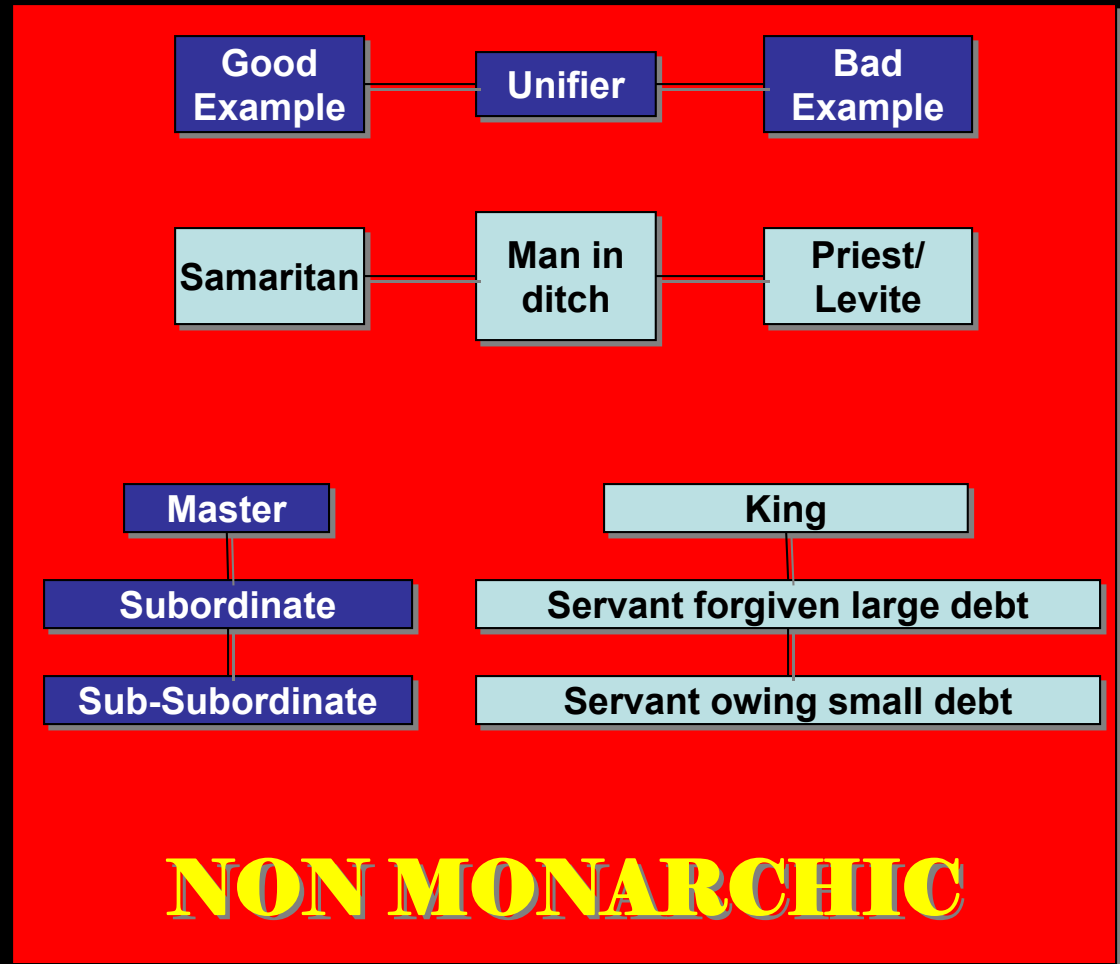 Good
Example
Unifier
Bad
Example
Samaritan
Man in
ditch
Priest/
Levite
Master
Subordinate
Sub-Subordinate
King
Servant forgiven large debt
Servant owing small debt
NON MONARCHIC